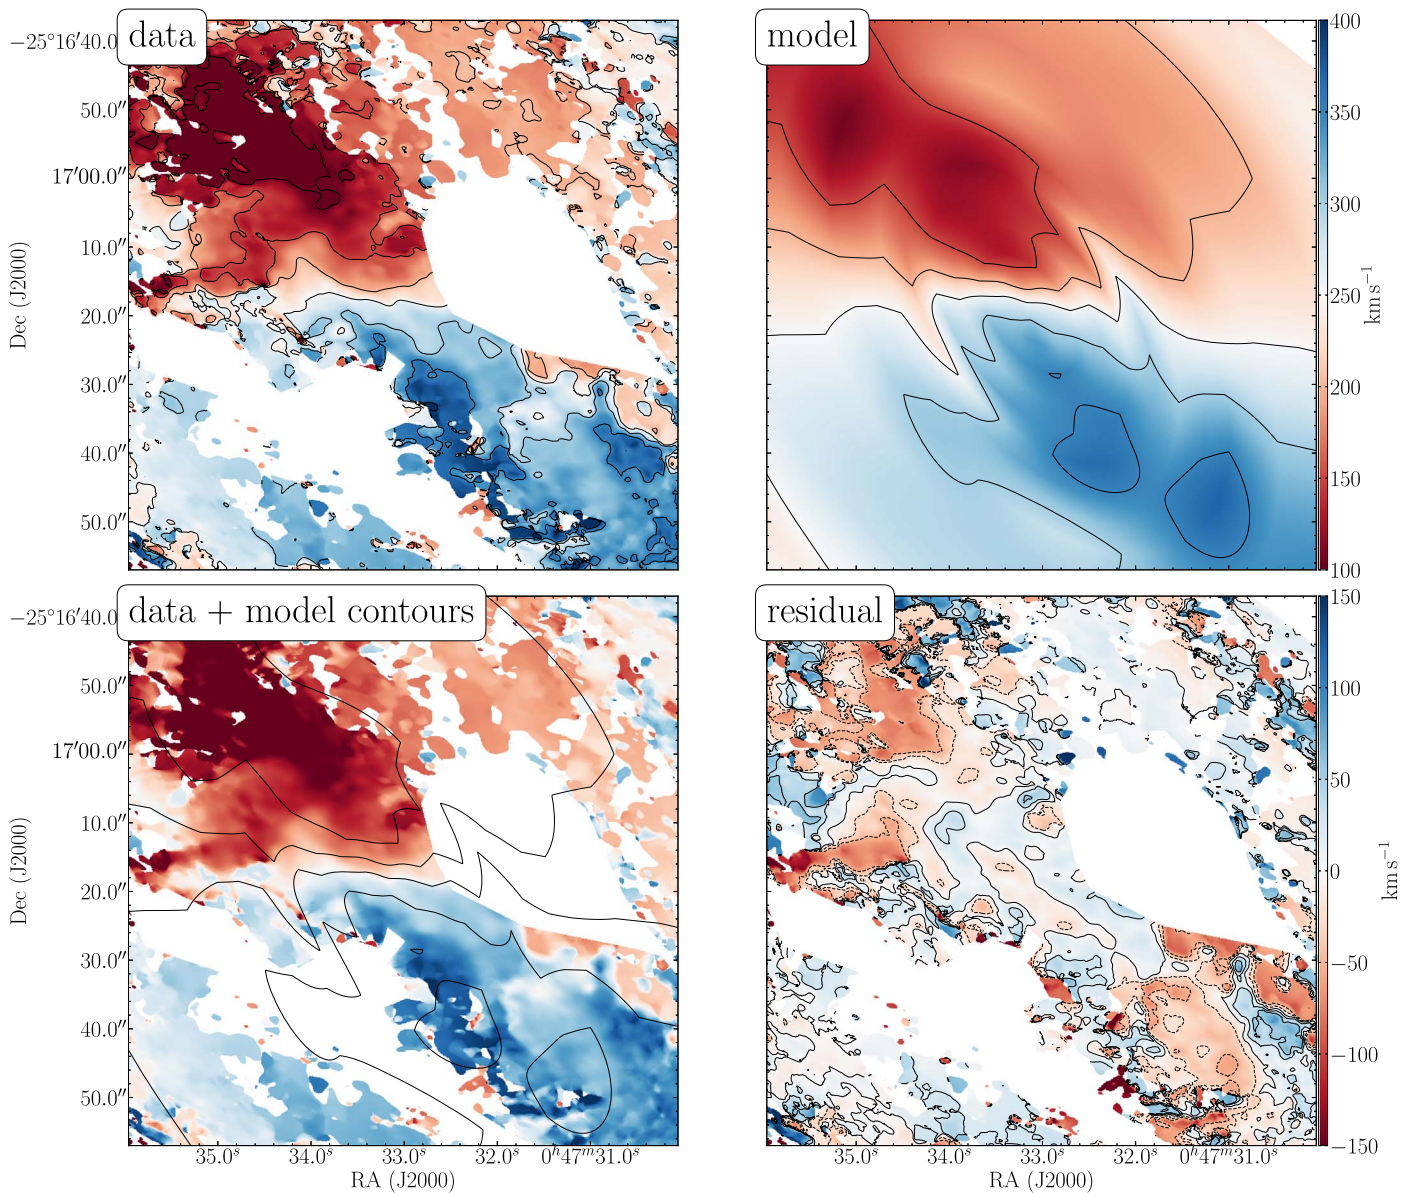 data
model
−25°16′40.0
50.0″
17′00.0″
10.0″
20.0″
30.0″
40.0″
50.0″
Dec (J2000)
400
350
300
250
200
150
100
km s⁻¹
data + model contours
residual
−25°16′40.0
50.0″
17′00.0″
10.0″
20.0″
30.0″
40.0″
50.0″
Dec (J2000)
150
100
50
0
−50
−100
−150
km s⁻¹
35.0ˢ 34.0ˢ 33.0ˢ 32.0ˢ 0ʰ47ᵐ31.0ˢ
RA (J2000)
35.0ˢ 34.0ˢ 33.0ˢ 32.0ˢ 0ʰ47ᵐ31.0ˢ
RA (J2000)